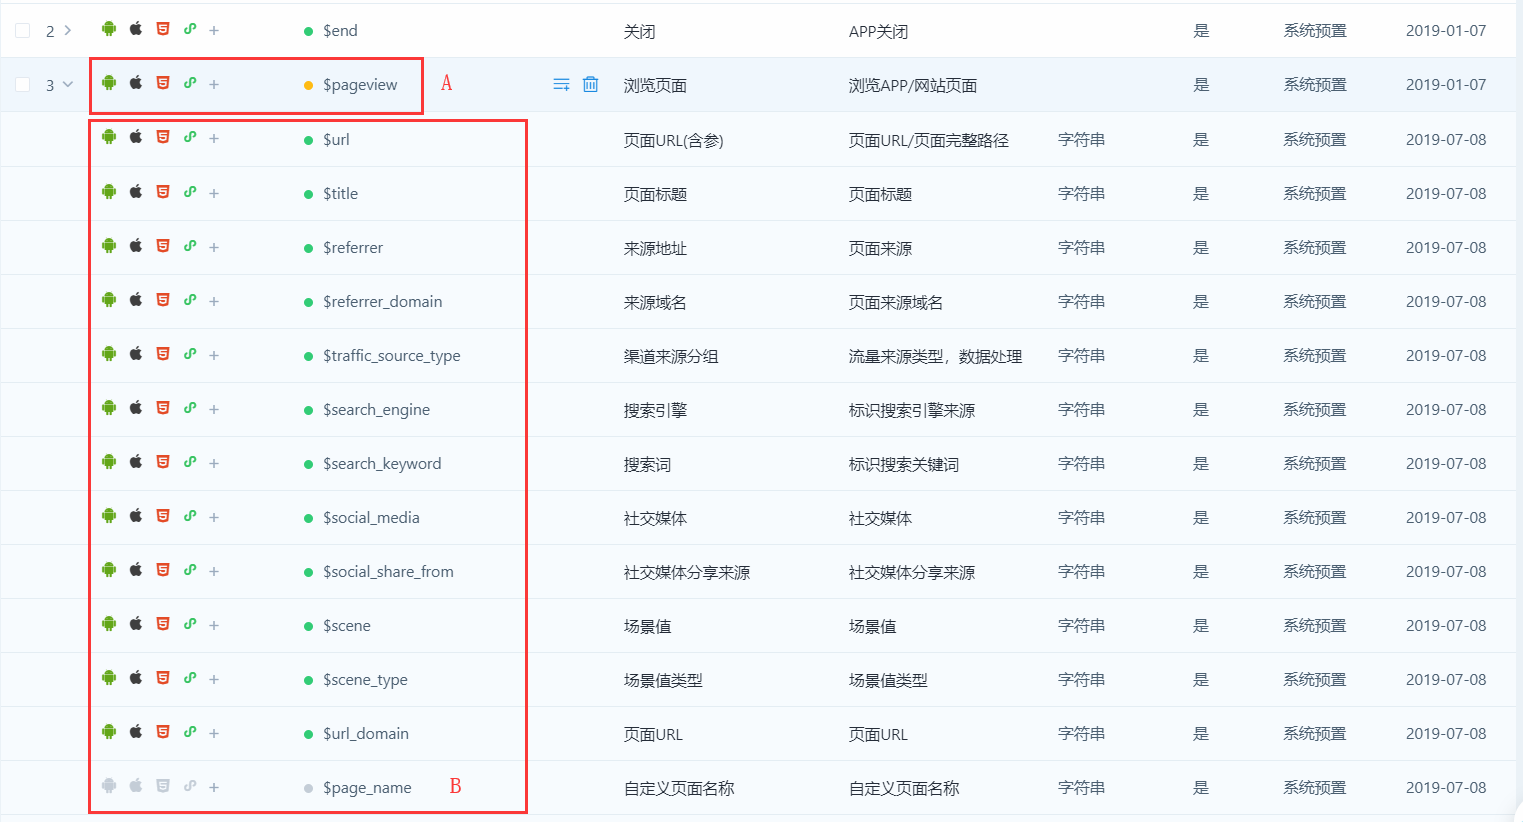 2 $end 关闭 APP关闭 是 系统预置 2019-01-07
3 $pageview A 浏览页面 浏览APP/网站页面 是 系统预置 2019-01-07
$url 页面URL(含参) 页面URL/页面完整路径 字符串 是 系统预置 2019-07-08
$title 页面标题 页面标题 字符串 是 系统预置 2019-07-08
$referrer 来源地址 页面来源 字符串 是 系统预置 2019-07-08
$referrer_domain 来源域名 页面来源域名 字符串 是 系统预置 2019-07-08
$traffic_source_type 渠道来源分组 流量来源类型，数据处理 字符串 是 系统预置 2019-07-08
$search_engine 搜索引擎 标识搜索引擎来源 字符串 是 系统预置 2019-07-08
$search_keyword 搜索词 标识搜索关键词 字符串 是 系统预置 2019-07-08
$social_media 社交媒体 社交媒体 字符串 是 系统预置 2019-07-08
$social_share_from 社交媒体分享来源 社交媒体分享来源 字符串 是 系统预置 2019-07-08
$scene 场景值 场景值 字符串 是 系统预置 2019-07-08
$scene_type 场景值类型 场景值类型 字符串 是 系统预置 2019-07-08
$url_domain 页面URL 页面URL 字符串 是 系统预置 2019-07-08
$page_name B 自定义页面名称 自定义页面名称 字符串 是 系统预置 2019-07-08